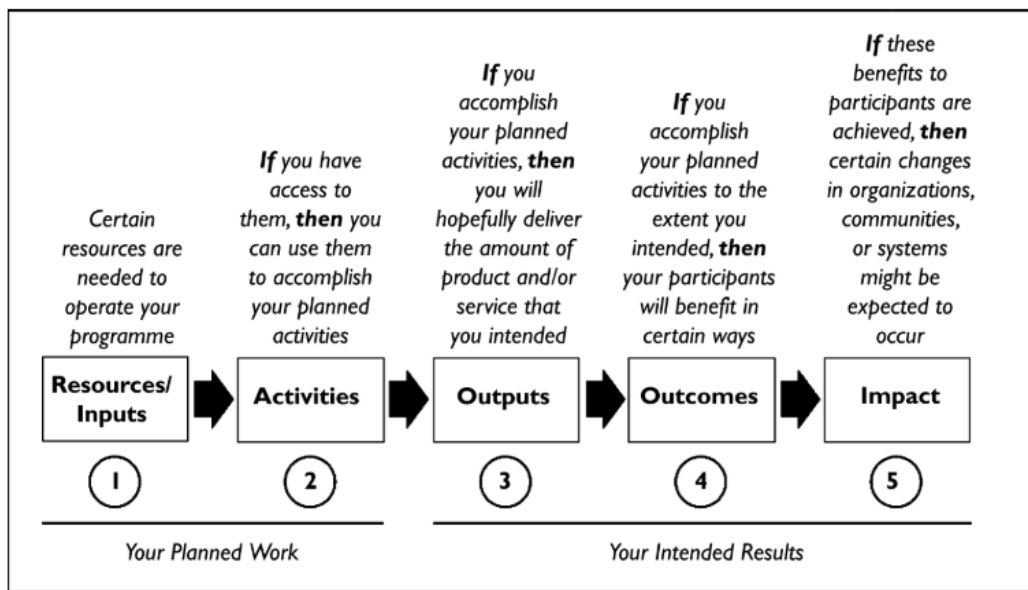 Certain
resources are
needed to
operate your
programme
If you have
access to
them, then you
can use them
to accomplish
your planned
activities
If you
accomplish
your planned
activities, then
you will
hopefully deliver
the amount of
product and/or
service that
you intended
If you
accomplish
your planned
activities to the
extent you
intended, then
your participants
will benefit in
certain ways
If these
benefits to
participants are
achieved, then
certain changes
in organizations,
communities,
or systems
might be
expected to
occur
Resources/
Inputs
Activities
Outputs
Outcomes
Impact
1
2
3
4
5
Your Planned Work
Your Intended Results